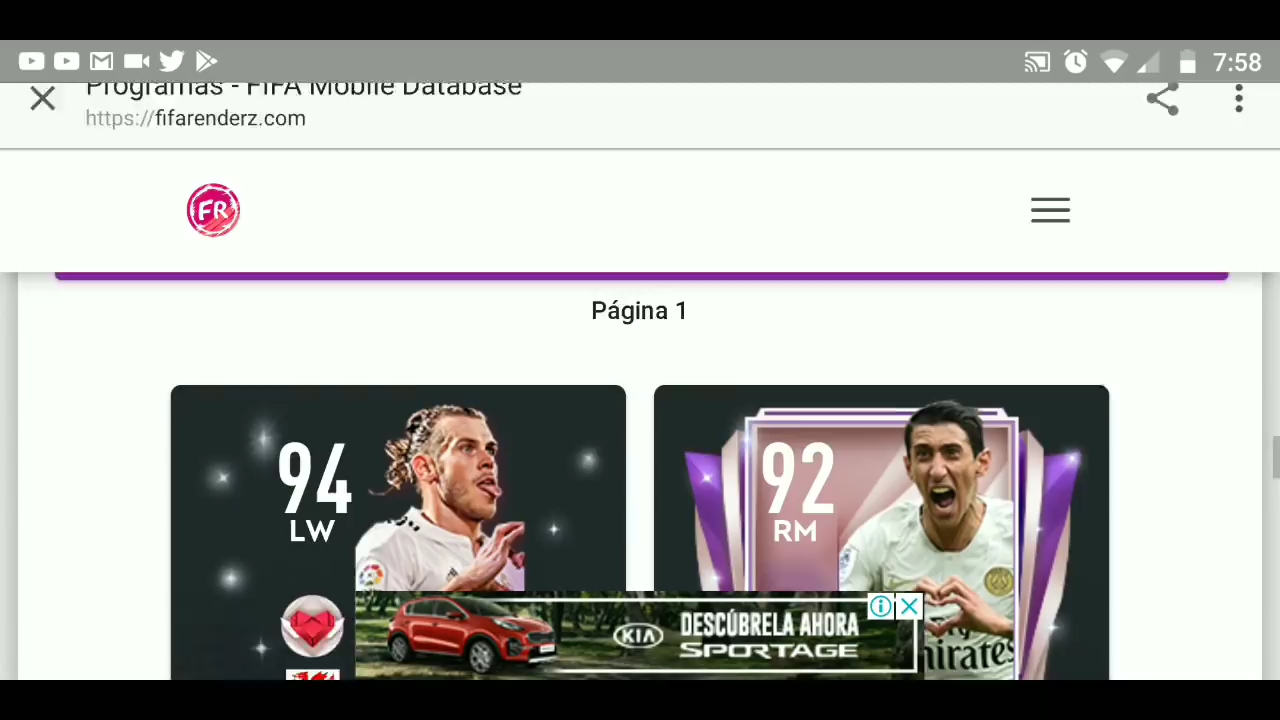 7:58
Programas - FIFA Mobile Database
https://fifarenderz.com
FR
Página 1
94
LW
92
RM
KIA
DESCÚBRELA AHORA
SPORTAGE